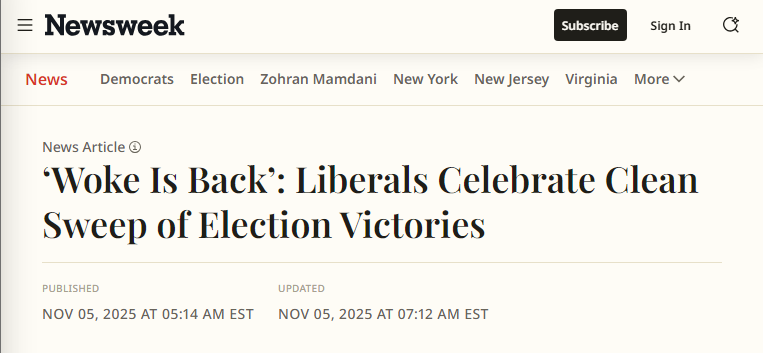 Newsweek
Subscribe
Sign In
News
Democrats
Election
Zohran Mamdani
New York
New Jersey
Virginia
More
News Article
‘Woke Is Back’: Liberals Celebrate Clean
Sweep of Election Victories
PUBLISHED
UPDATED
NOV 05, 2025 AT 05:14 AM EST
NOV 05, 2025 AT 07:12 AM EST